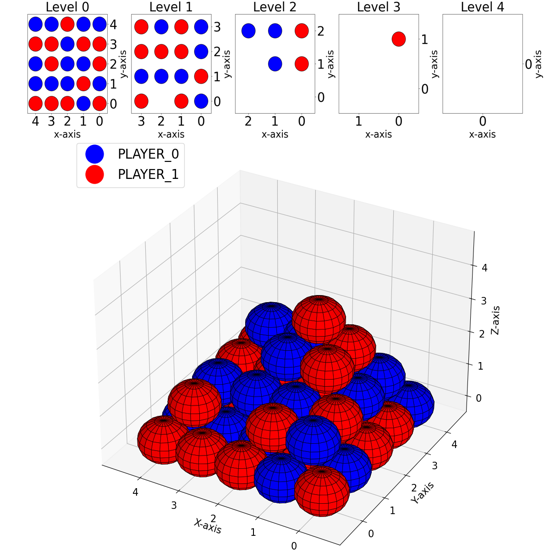 Level 0
Level 1
Level 2
Level 3
Level 4
4
3
2
1
0
y-axis
4 3 2 1 0
x-axis
3
2
1
0
y-axis
3 2 1 0
x-axis
2
1
0
y-axis
2 1 0
x-axis
1
0
y-axis
1 0
x-axis
0
y-axis
0
x-axis
PLAYER_0
PLAYER_1
4
3
2
1
0
Z-axis
4
3
2
1
0
X-axis
0
1
2
3
4
Y-axis